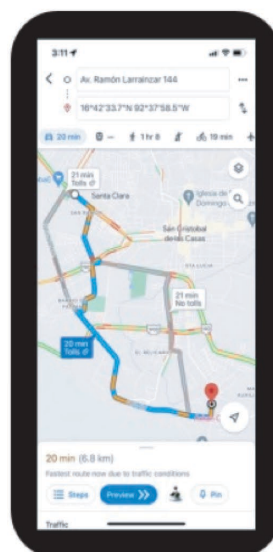 3:11
Av. Ramón Larrainzar 144
16°42'33.7"N 92°37'58.5"W
20 min
--
1 hr 8
19 min
21 min
Tolls
Santa Clara
Iglesia de
Domingo
San Cristobal
de las Casas
21 min
No tolls
20 min
Tolls
20 min (6.8 km)
Fastest route now due to traffic conditions
Steps
Preview
Pin
Traffic